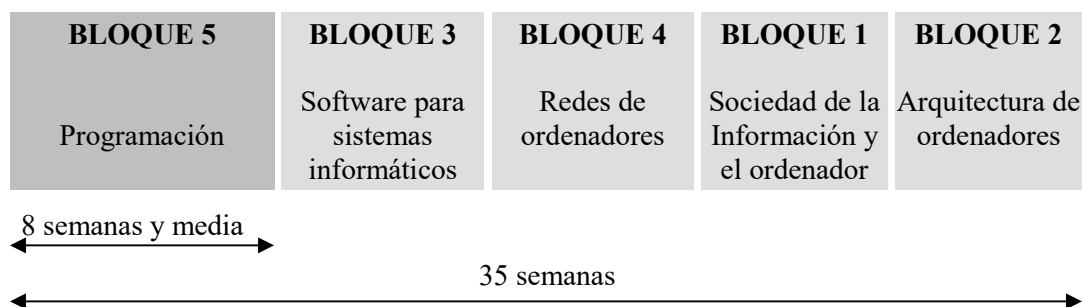 BLOQUE 5
Programación
BLOQUE 3
Software para
sistemas
informáticos
BLOQUE 4
Redes de
ordenadores
BLOQUE 1
Sociedad de la
Información y
el ordenador
BLOQUE 2
Arquitectura de
ordenadores
8 semanas y media
35 semanas